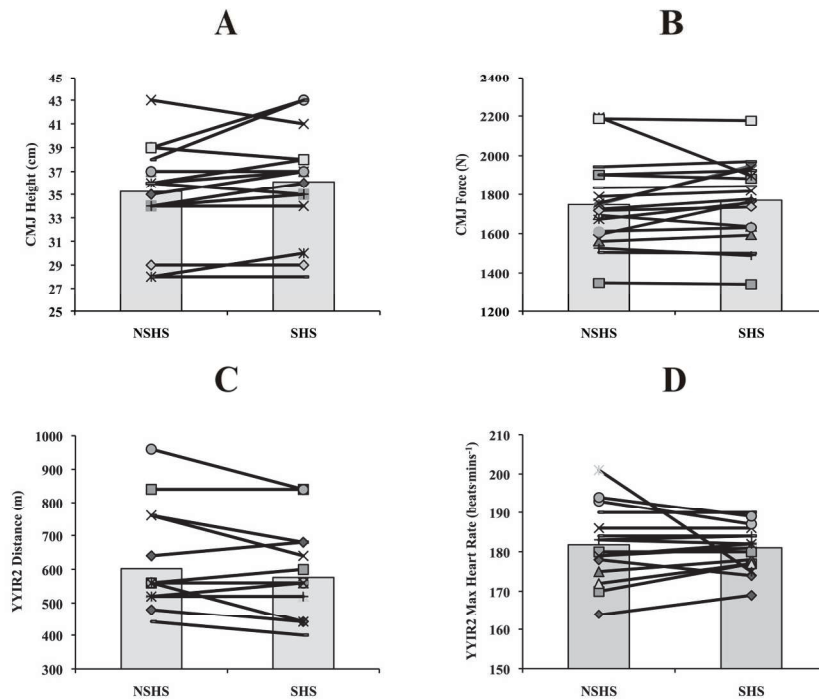 A
CMJ Height (cm)
45
43
41
39
37
35
33
31
29
27
25
NSHS
SHS
B
CMJ Force (N)
2400
2200
2000
1800
1600
1400
1200
NSHS
SHS
C
YYIR2 Distance (m)
1000
900
800
700
600
500
400
300
NSHS
SHS
D
YYIR2 Max Heart Rate (beats·mins⁻¹)
210
200
190
180
170
160
150
NSHS
SHS